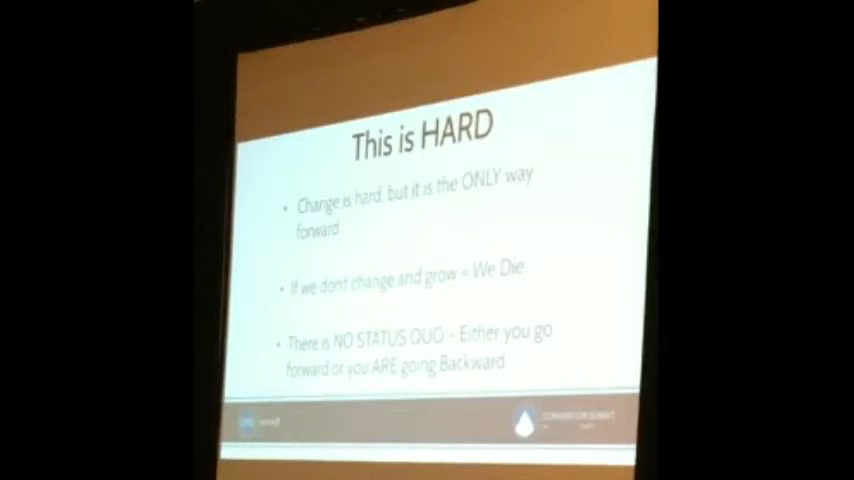 This is HARD
• Change is hard, but it is the ONLY way
forward
• If we don't change and grow = We Die
• There is NO STATUS QUO - Either you go
forward or you ARE going Backward